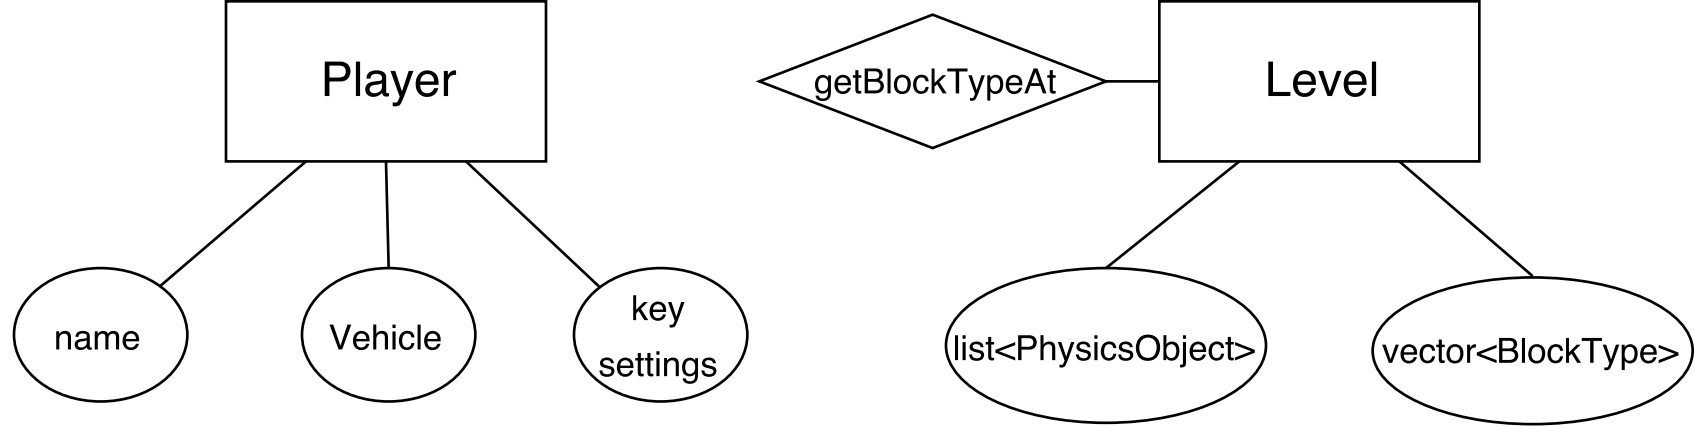 Player
getBlockTypeAt
Level
name
Vehicle
key
settings
list<PhysicsObject>
vector<BlockType>